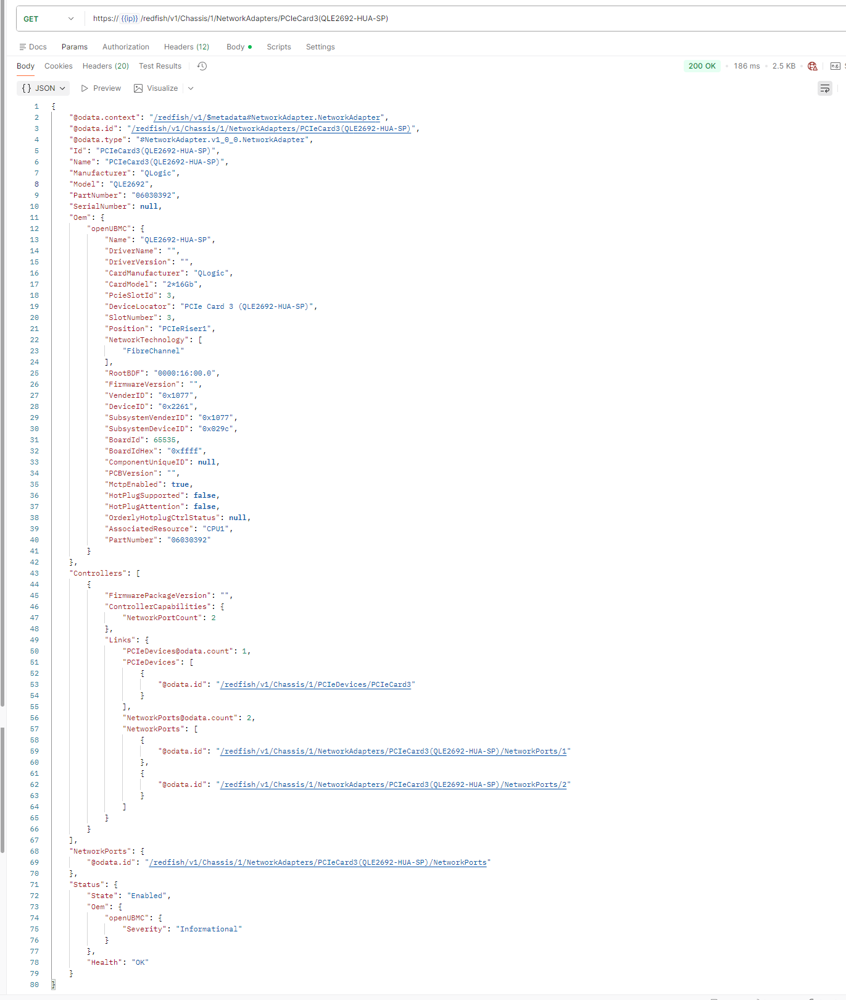 GET https://{{ip}}/redfish/v1/Chassis/1/NetworkAdapters/PCIeCard3(QLE2692-HUA-SP)
Docs Params Authorization Headers (12) Body Scripts Settings
Body Cookies Headers (20) Test Results 200 OK 186 ms 2.5 KB e.g.
{} JSON Preview Visualize
1 {
2 "@odata.context": "/redfish/v1/$metadata#NetworkAdapter.NetworkAdapter",
3 "@odata.id": "/redfish/v1/Chassis/1/NetworkAdapters/PCIeCard3(QLE2692-HUA-SP)",
4 "@odata.type": "#NetworkAdapter.v1_0_0.NetworkAdapter",
5 "Id": "PCIeCard3(QLE2692-HUA-SP)",
6 "Name": "PCIeCard3(QLE2692-HUA-SP)",
7 "Manufacturer": "QLogic",
8 "Model": "QLE2692",
9 "PartNumber": "06030392",
10 "SerialNumber": null,
11 "Oem": {
12 "openUBMC": {
13 "Name": "QLE2692-HUA-SP",
14 "DriverName": "",
15 "DriverVersion": "",
16 "CardManufacturer": "QLogic",
17 "CardModel": "2*16Gb",
18 "PcieSlotId": 3,
19 "DeviceLocator": "PCIe Card 3 (QLE2692-HUA-SP)",
20 "SlotNumber": 3,
21 "Position": "PCIeRiser1",
22 "NetworkTechnology": [
23 "FibreChannel"
24 ],
25 "RootBDF": "0000:16:00.0",
26 "FirmwareVersion": "",
27 "VenderID": "0x1077",
28 "DeviceID": "0x2261",
29 "SubsystemVenderID": "0x1077",
30 "SubsystemDeviceID": "0x029c",
31 "BoardId": 65535,
32 "BoardIdHex": "0xffff",
33 "ComponentUniqueID": null,
34 "PCBVersion": "",
35 "MctpEnabled": true,
36 "HotPlugSupported": false,
37 "HotPlugAttention": false,
38 "OrderlyHotplugCtrlStatus": null,
39 "AssociatedResource": "CPU1",
40 "PartNumber": "06030392"
41 }
42 },
43 "Controllers": [
44 {
45 "FirmwarePackageVersion": "",
46 "ControllerCapabilities": {
47 "NetworkPortCount": 2
48 },
49 "Links": {
50 "PCIeDevices@odata.count": 1,
51 "PCIeDevices": [
52 {
53 "@odata.id": "/redfish/v1/Chassis/1/PCIeDevices/PCIeCard3"
54 }
55 ],
56 "NetworkPorts@odata.count": 2,
57 "NetworkPorts": [
58 {
59 "@odata.id": "/redfish/v1/Chassis/1/NetworkAdapters/PCIeCard3(QLE2692-HUA-SP)/NetworkPorts/1"
60 },
61 {
62 "@odata.id": "/redfish/v1/Chassis/1/NetworkAdapters/PCIeCard3(QLE2692-HUA-SP)/NetworkPorts/2"
63 }
64 ]
65 }
66 }
67 ],
68 "NetworkPorts": {
69 "@odata.id": "/redfish/v1/Chassis/1/NetworkAdapters/PCIeCard3(QLE2692-HUA-SP)/NetworkPorts"
70 },
71 "Status": {
72 "State": "Enabled",
73 "Oem": {
74 "openUBMC": {
75 "Severity": "Informational"
76 }
77 },
78 "Health": "OK"
79 }
80 }